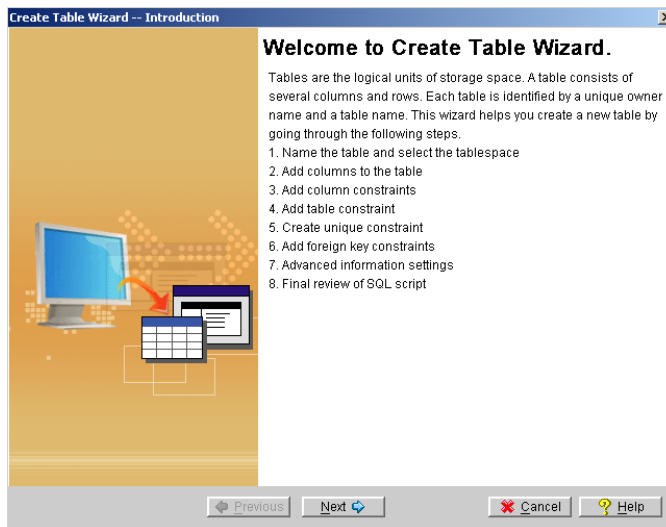 Create Table Wizard -- Introduction
Welcome to Create Table Wizard.
Tables are the logical units of storage space. A table consists of
several columns and rows. Each table is identified by a unique owner
name and a table name. This wizard helps you create a new table by
going through the following steps.
1. Name the table and select the tablespace
2. Add columns to the table
3. Add column constraints
4. Add table constraint
5. Create unique constraint
6. Add foreign key constraints
7. Advanced information settings
8. Final review of SQL script
Previous Next Cancel Help